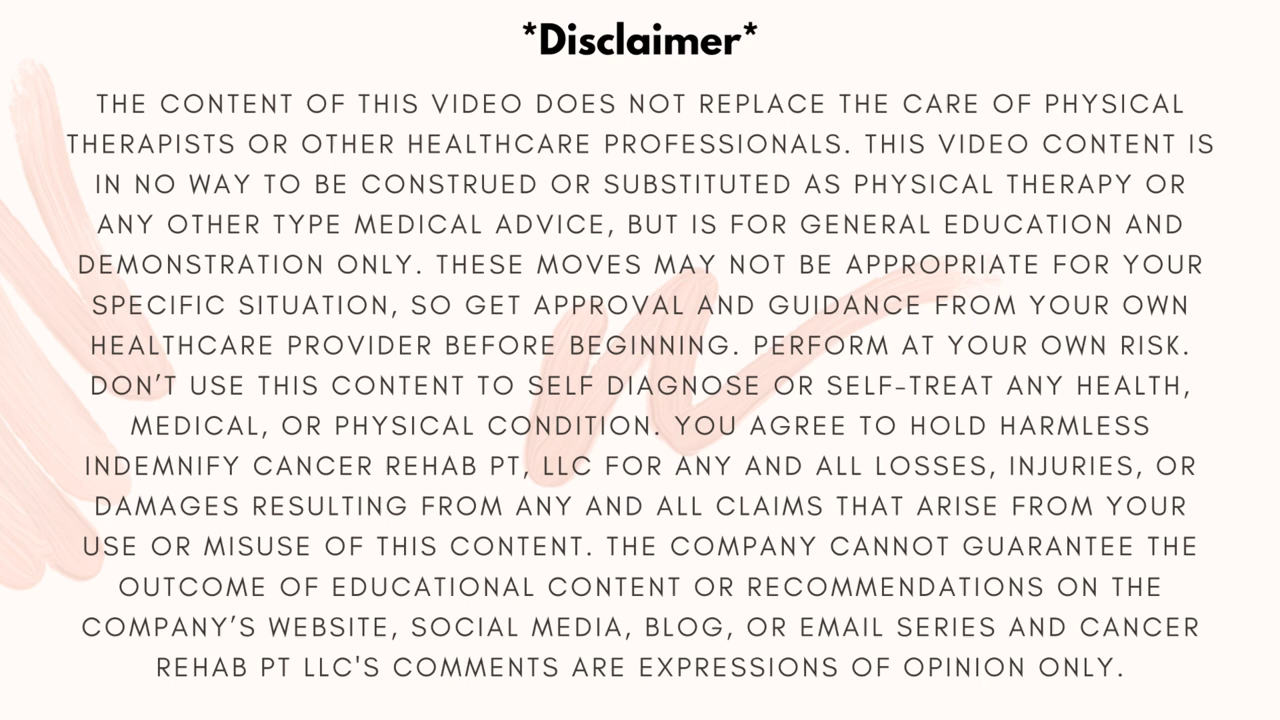 *Disclaimer*
THE CONTENT OF THIS VIDEO DOES NOT REPLACE THE CARE OF PHYSICAL
THERAPISTS OR OTHER HEALTHCARE PROFESSIONALS. THIS VIDEO CONTENT IS
IN NO WAY TO BE CONSTRUED OR SUBSTITUTED AS PHYSICAL THERAPY OR
ANY OTHER TYPE MEDICAL ADVICE, BUT IS FOR GENERAL EDUCATION AND
DEMONSTRATION ONLY. THESE MOVES MAY NOT BE APPROPRIATE FOR YOUR
SPECIFIC SITUATION, SO GET APPROVAL AND GUIDANCE FROM YOUR OWN
HEALTHCARE PROVIDER BEFORE BEGINNING. PERFORM AT YOUR OWN RISK.
DON’T USE THIS CONTENT TO SELF DIAGNOSE OR SELF-TREAT ANY HEALTH,
MEDICAL, OR PHYSICAL CONDITION. YOU AGREE TO HOLD HARMLESS
INDEMNIFY CANCER REHAB PT, LLC FOR ANY AND ALL LOSSES, INJURIES, OR
DAMAGES RESULTING FROM ANY AND ALL CLAIMS THAT ARISE FROM YOUR
USE OR MISUSE OF THIS CONTENT. THE COMPANY CANNOT GUARANTEE THE
OUTCOME OF EDUCATIONAL CONTENT OR RECOMMENDATIONS ON THE
COMPANY’S WEBSITE, SOCIAL MEDIA, BLOG, OR EMAIL SERIES AND CANCER
REHAB PT LLC'S COMMENTS ARE EXPRESSIONS OF OPINION ONLY.